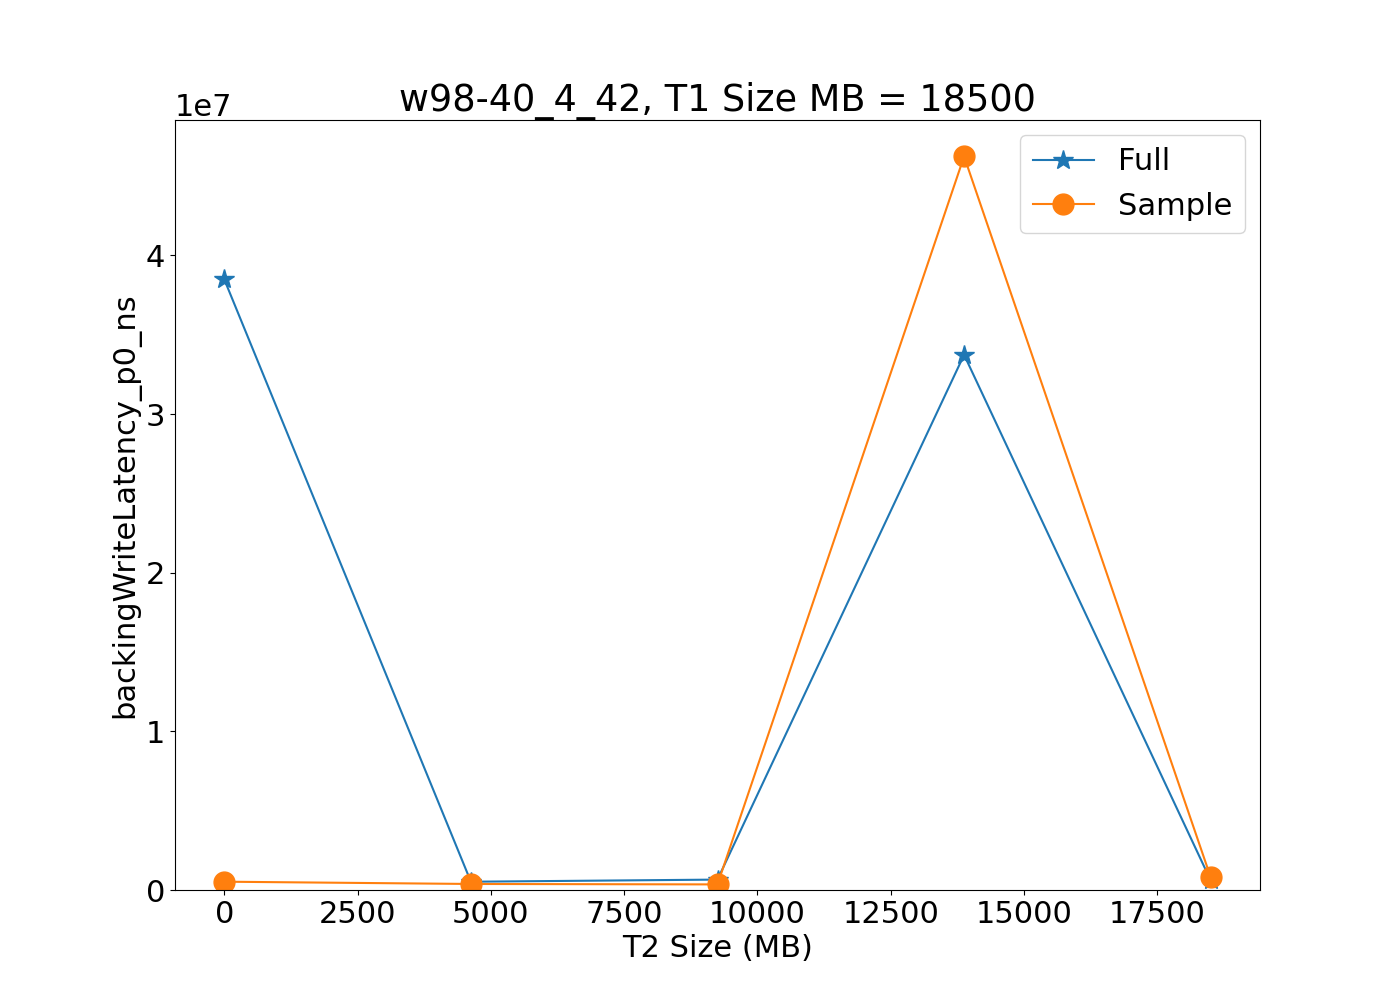 w98-40_4_42, T1 Size MB = 18500
1e7
Full
Sample
4
3
2
1
0
backingWriteLatency_p0_ns
0 2500 5000 7500 10000 12500 15000 17500
T2 Size (MB)